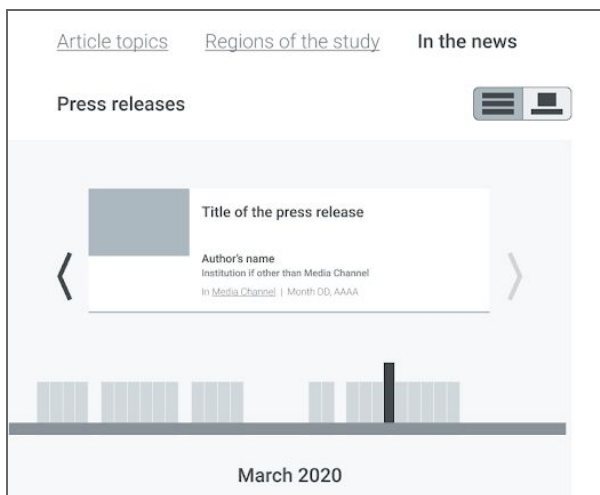 Article topics Regions of the study In the news
Press releases
Title of the press release
Author's name
Institution if other than Media Channel
In Media Channel | Month DD, AAAA
March 2020